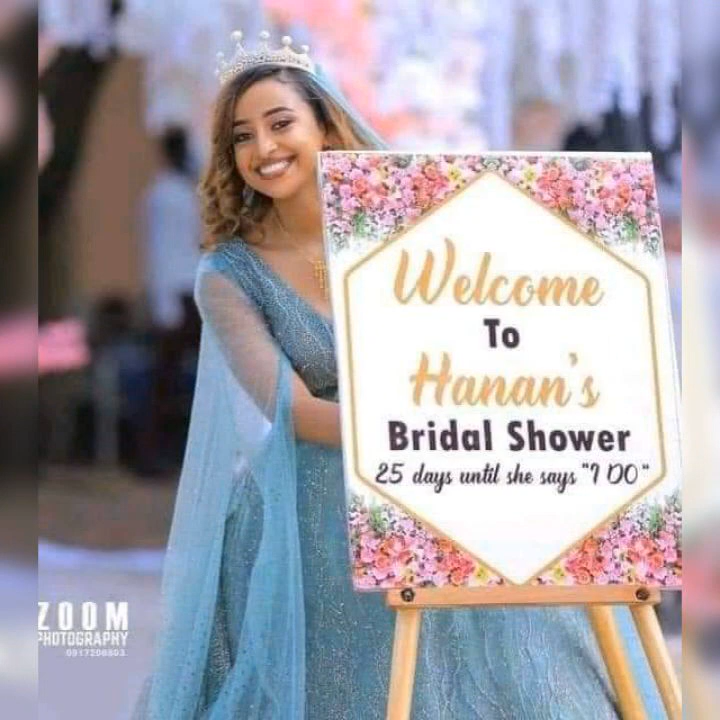 Welcome
To
Hanan's
Bridal Shower
25 days until she says "I DO"
ZOOM
PHOTOGRAPHY